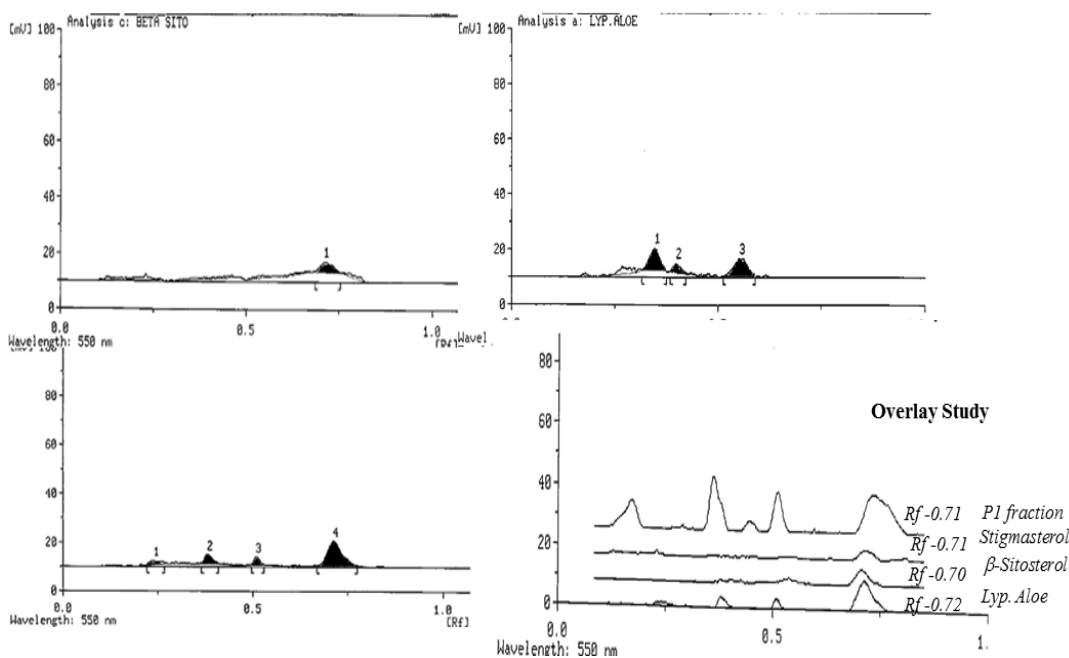 Analysis c: BETA SITO
[mV] 100
80
60
40
20
0
1
0.0 0.5 1.0
Wavelength: 550 nm
Analysis a: LYP.ALOE
[mV] 100
80
60
40
20
0
1 2 3
80
60
40
20
0
1 2 3 4
0.0 0.5 1.0
Wavelength: 550 nm [Rf]
Overlay Study
80
60
40
20
0
Rf -0.71 P1 fraction
Rf -0.71 Stigmasterol
Rf -0.70 β-Sitosterol
Rf -0.72 Lyp. Aloe
0.0 0.5 1.
Wavelength: 550 nm